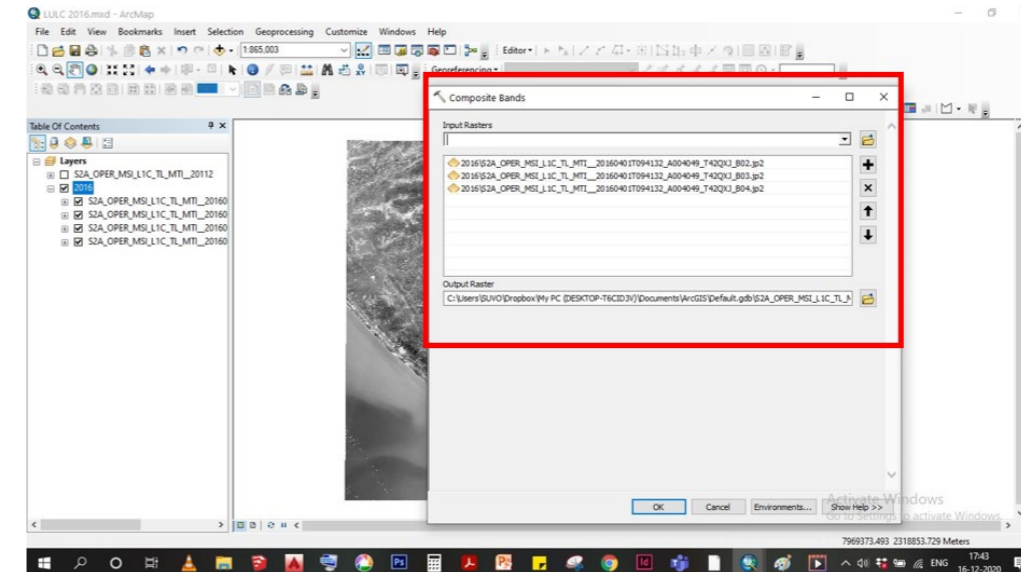 LULC 2016.mxd - ArcMap
File Edit View Bookmarks Insert Selection Geoprocessing Customize Windows Help
1:865,003
Editor
Georeferencing
Table Of Contents
Layers
S2A_OPER_MSI_L1C_TL_MTI__20112
2016
S2A_OPER_MSI_L1C_TL_MTI__20160
S2A_OPER_MSI_L1C_TL_MTI__20160
S2A_OPER_MSI_L1C_TL_MTI__20160
S2A_OPER_MSI_L1C_TL_MTI__20160
Composite Bands
Input Rasters
2016\S2A_OPER_MSI_L1C_TL_MTI__20160401T094132_A004049_T42QXJ_B02.jp2
2016\S2A_OPER_MSI_L1C_TL_MTI__20160401T094132_A004049_T42QXJ_B03.jp2
2016\S2A_OPER_MSI_L1C_TL_MTI__20160401T094132_A004049_T42QXJ_B04.jp2
Output Raster
C:\Users\SUVO\Dropbox\My PC (DESKTOP-T6CID3V)\Documents\ArcGIS\Default.gdb\S2A_OPER_MSI_L1C_TL_M
OK Cancel Environments... Show Help >>
Activate Windows
Go to Settings to activate Windows.
7969373.493 2318853.729 Meters
Ps Id ENG 17:43
16-12-2020